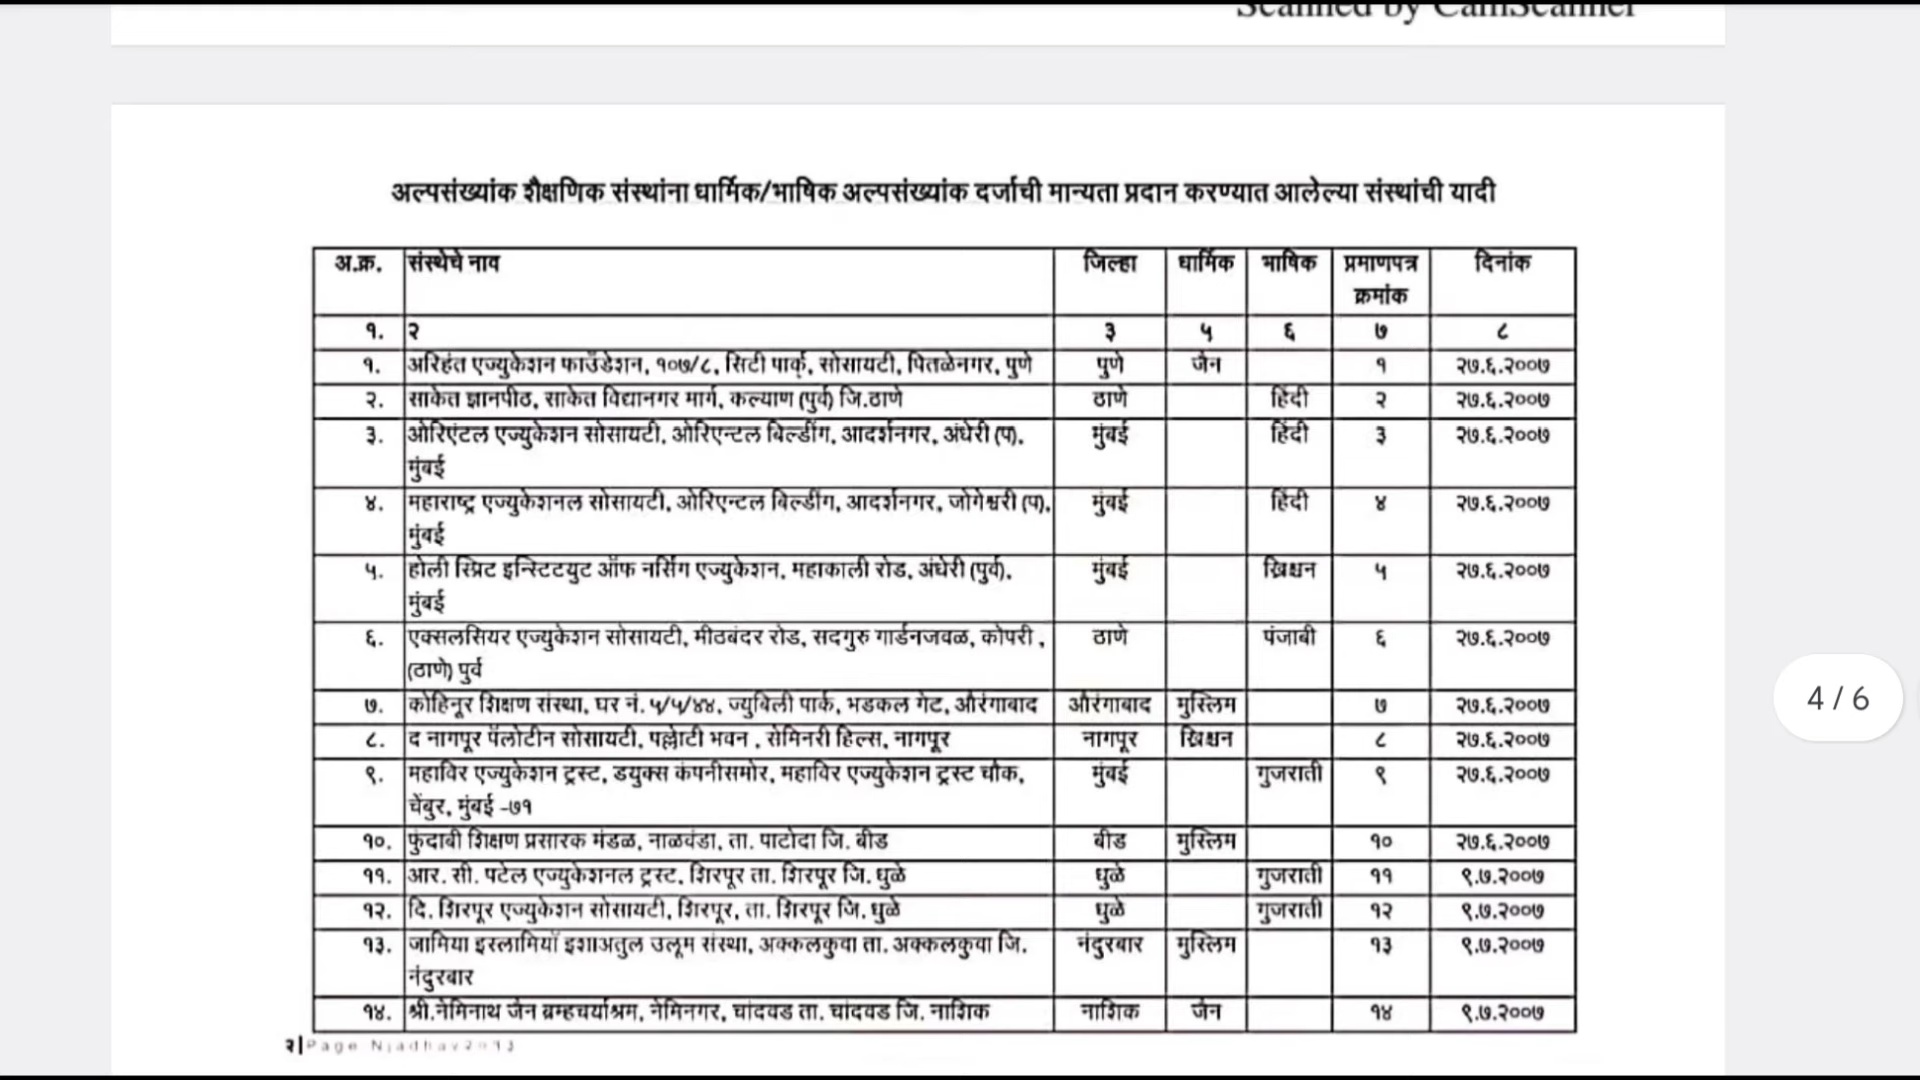 Scanned by CamScanner
अल्पसंख्यांक शैक्षणिक संस्थांना धार्मिक/भाषिक अल्पसंख्यांक दर्जाची मान्यता प्रदान करण्यात आलेल्या संस्थांची यादी
अ.क्र. संस्थेचे नाव जिल्हा धार्मिक भाषिक प्रमाणपत्र दिनांक
क्रमांक
१. २ ३ ५ ६ ७ ८
१. अरिहंत एज्युकेशन फाउँडेशन, १०७/८, सिटी पार्क, सोसायटी, पितळेनगर, पुणे पुणे जैन १ २७.६.२००७
२. साकेत ज्ञानपीठ, साकेत विद्यानगर मार्ग, कल्याण (पुर्व) जि.ठाणे ठाणे हिंदी २ २७.६.२००७
३. ओरिएंटल एज्युकेशन सोसायटी, ओरिएन्टल बिल्डींग, आदर्शनगर, अंधेरी (प), मुंबई हिंदी ३ २७.६.२००७
मुंबई
४. महाराष्ट्र एज्युकेशनल सोसायटी, ओरिएन्टल बिल्डींग, आदर्शनगर, जोगेश्वरी (प), मुंबई हिंदी ४ २७.६.२००७
मुंबई
५. होली स्प्रिट इन्स्टिटयुट ऑफ नर्सिंग एज्युकेशन, महाकाली रोड, अंधेरी (पुर्व), मुंबई ख्रिश्चन ५ २७.६.२००७
मुंबई
६. एक्सलसियर एज्युकेशन सोसायटी, मीठबंदर रोड, सदगुरु गार्डनजवळ, कोपरी , ठाणे पंजाबी ६ २७.६.२००७
(ठाणे) पुर्व
७. कोहिनूर शिक्षण संस्था, घर नं. ५/५/४४, ज्युबिली पार्क, भडकल गेट, औरंगाबाद औरंगाबाद मुस्लिम ७ २७.६.२००७
८. द नागपूर पॅलोटीन सोसायटी, पल्लोटी भवन , सेमिनरी हिल्स, नागपूर नागपूर ख्रिश्चन ८ २७.६.२००७
९. महाविर एज्युकेशन ट्रस्ट, डयुक्स कंपनीसमोर, महाविर एज्युकेशन ट्रस्ट चौक, मुंबई गुजराती ९ २७.६.२००७
चेंबुर, मुंबई -७१
१०. फुंदाबी शिक्षण प्रसारक मंडळ, नाळवंडा, ता. पाटोदा जि. बीड बीड मुस्लिम १० २७.६.२००७
११. आर. सी. पटेल एज्युकेशनल ट्रस्ट, शिरपूर ता. शिरपूर जि. धुळे धुळे गुजराती ११ ९.७.२००७
१२. दि. शिरपूर एज्युकेशन सोसायटी, शिरपूर, ता. शिरपूर जि. धुळे धुळे गुजराती १२ ९.७.२००७
१३. जामिया इस्लामियाँ इशाअतुल उलूम संस्था, अक्कलकुवा ता. अक्कलकुवा जि. नंदुरबार मुस्लिम १३ ९.७.२००७
नंदुरबार
१४. श्री.नेमिनाथ जैन ब्रम्हचर्याश्रम, नेमिनगर, चांदवड ता. चांदवड जि. नाशिक नाशिक जैन १४ ९.७.२००७
२|Page Njadhav2013
4 / 6